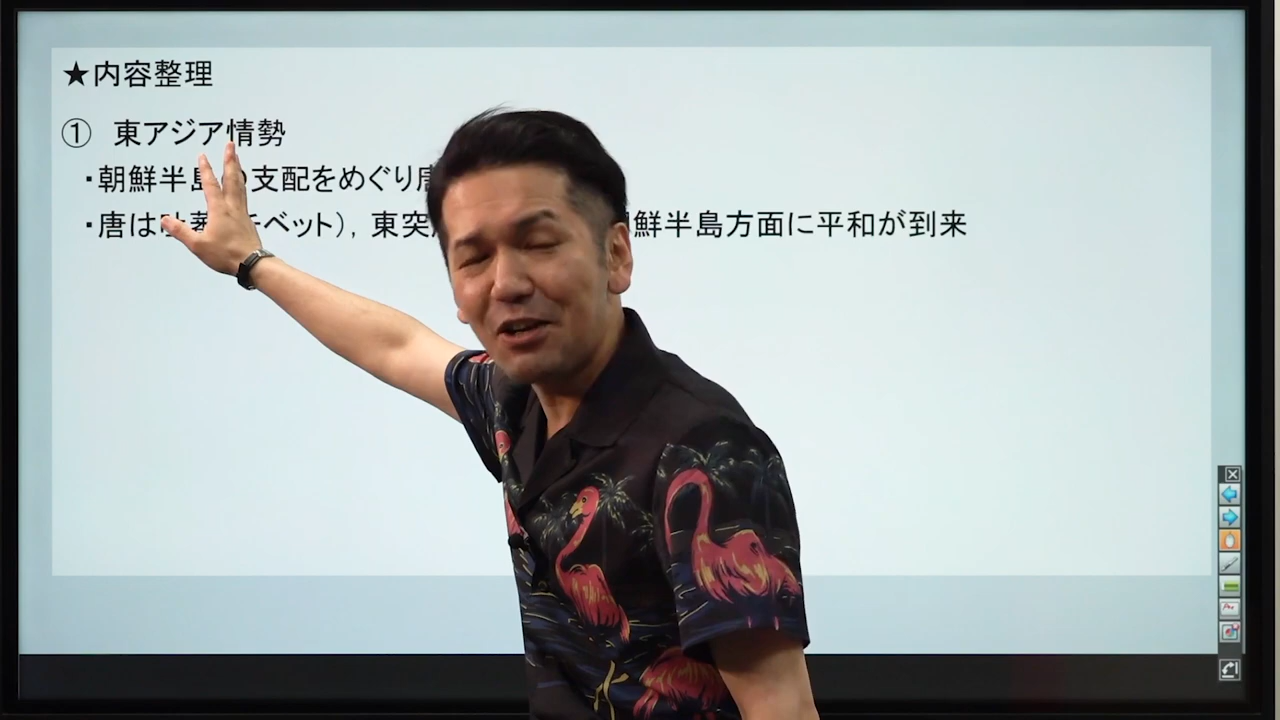 ★内容整理
① 東アジア情勢
・朝鮮半島の支配をめぐり唐
・唐は吐蕃(チベット), 東突 鮮半島方面に平和が到来